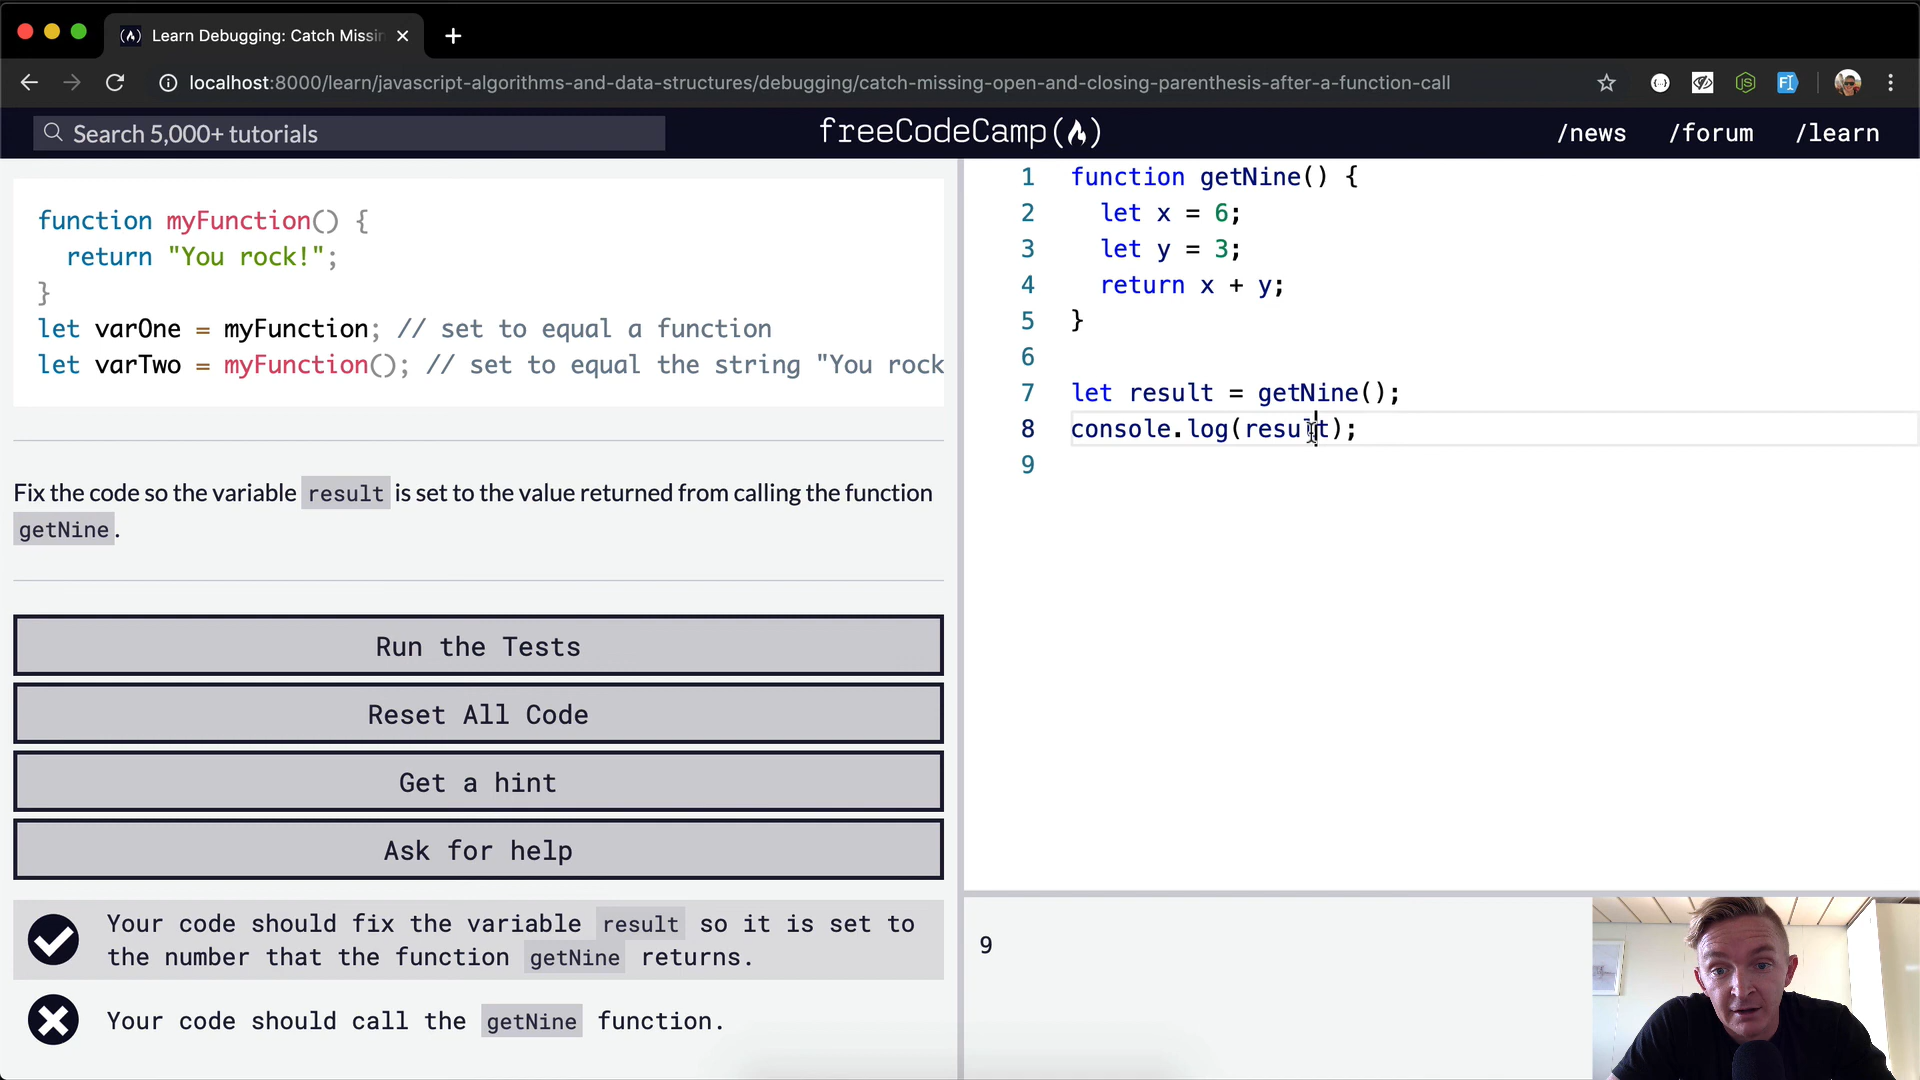 Learn Debugging: Catch Missin
localhost:8000/learn/javascript-algorithms-and-data-structures/debugging/catch-missing-open-and-closing-parenthesis-after-a-function-call
Search 5,000+ tutorials
freeCodeCamp
/news /forum /learn
function myFunction() {
return "You rock!";
}
let varOne = myFunction; // set to equal a function
let varTwo = myFunction(); // set to equal the string "You rock
Fix the code so the variable result is set to the value returned from calling the function
getNine.
Run the Tests
Reset All Code
Get a hint
Ask for help
Your code should fix the variable result so it is set to
the number that the function getNine returns.
Your code should call the getNine function.
1 function getNine() {
2 let x = 6;
3 let y = 3;
4 return x + y;
5 }
6
7 let result = getNine();
8 console.log(result);
9
9